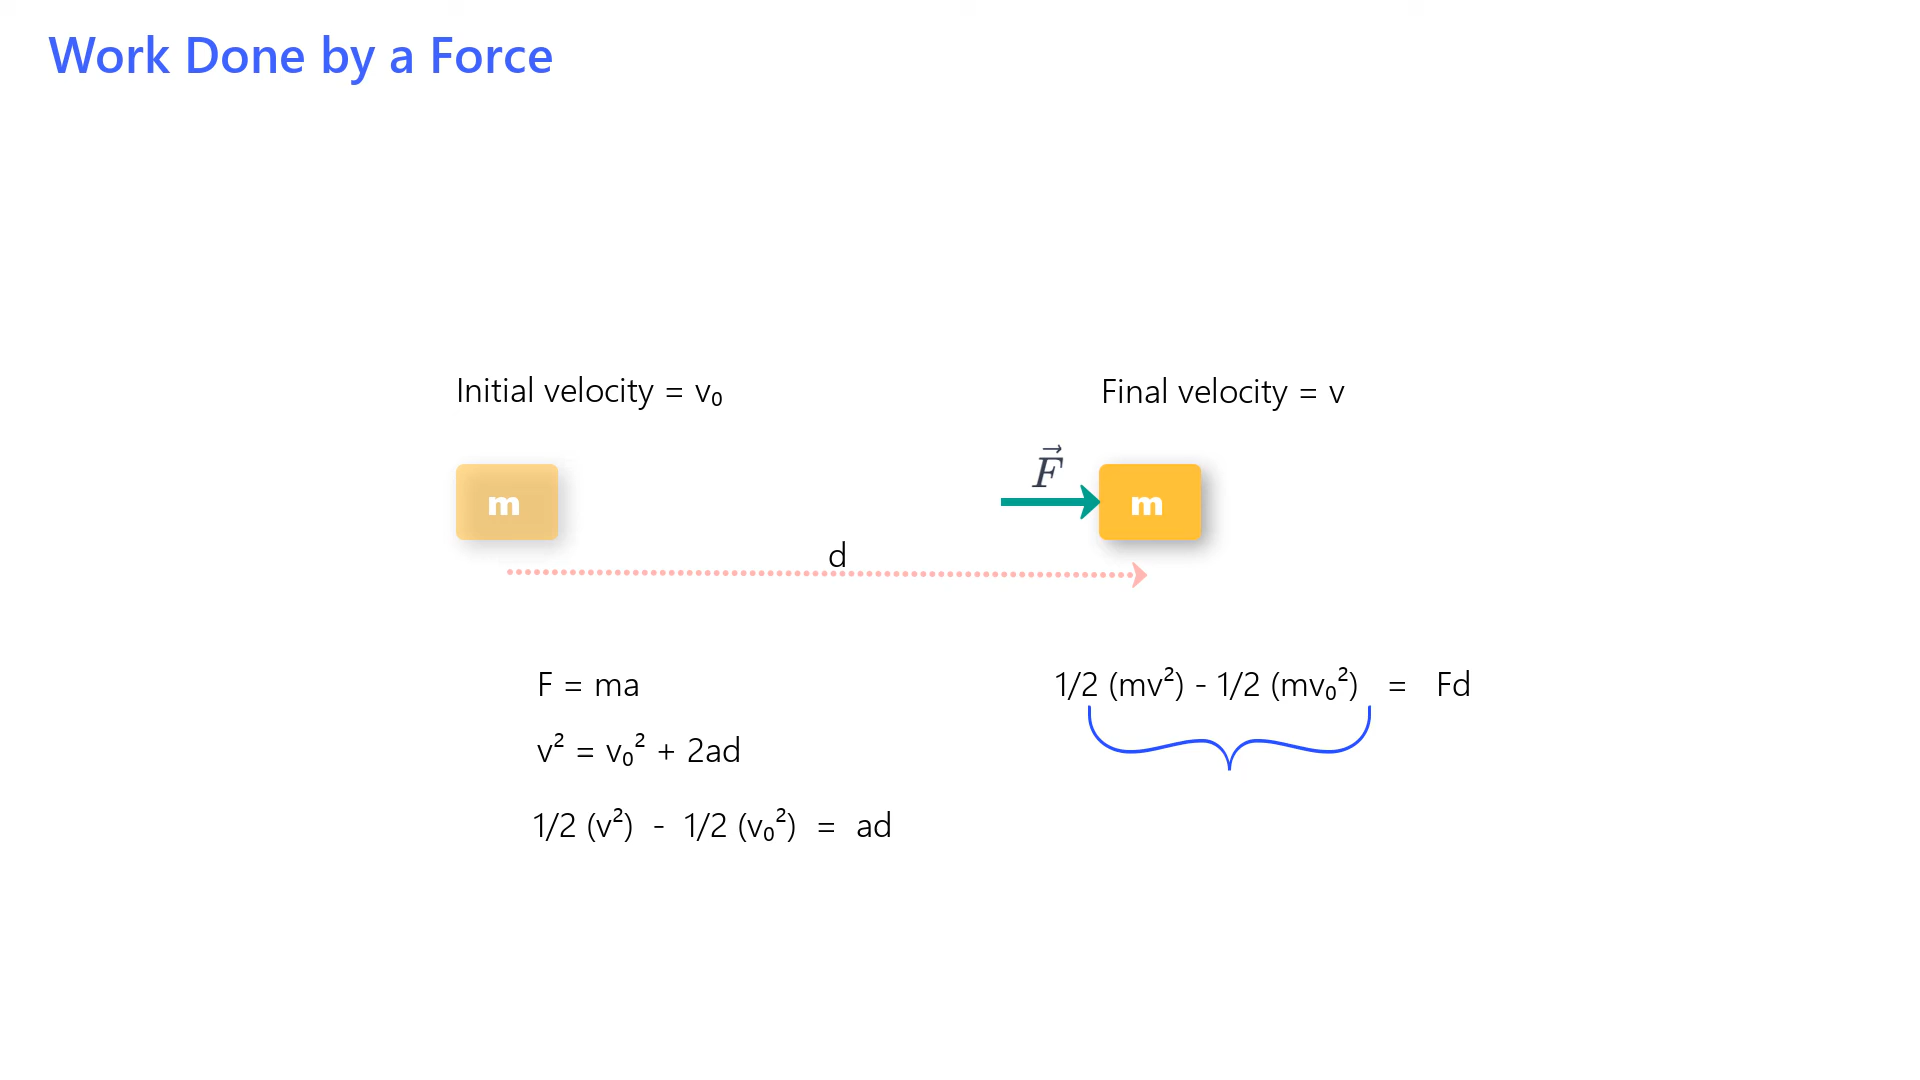 Work Done by a Force
Initial velocity = v₀
Final velocity = v
F⃗
m
m
d
F = ma
v² = v₀² + 2ad
1/2 (v²) - 1/2 (v₀²) = ad
1/2 (mv²) - 1/2 (mv₀²) = Fd